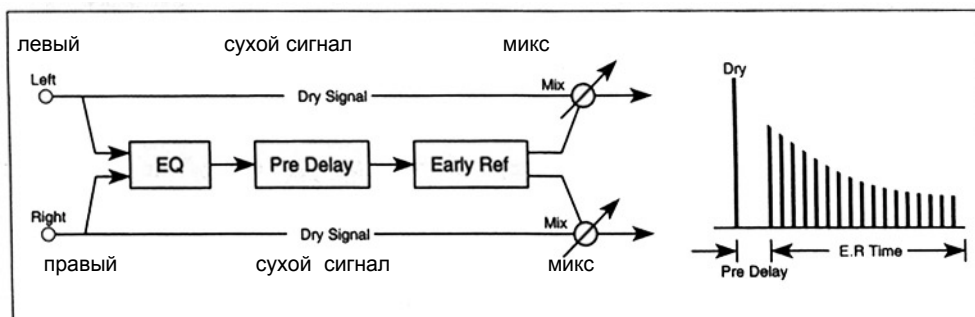 левый сухой сигнал микс
Left Dry Signal Mix
Dry
EQ Pre Delay Early Ref
Right Dry Signal Mix
правый сухой сигнал микс
Pre Delay E.R Time